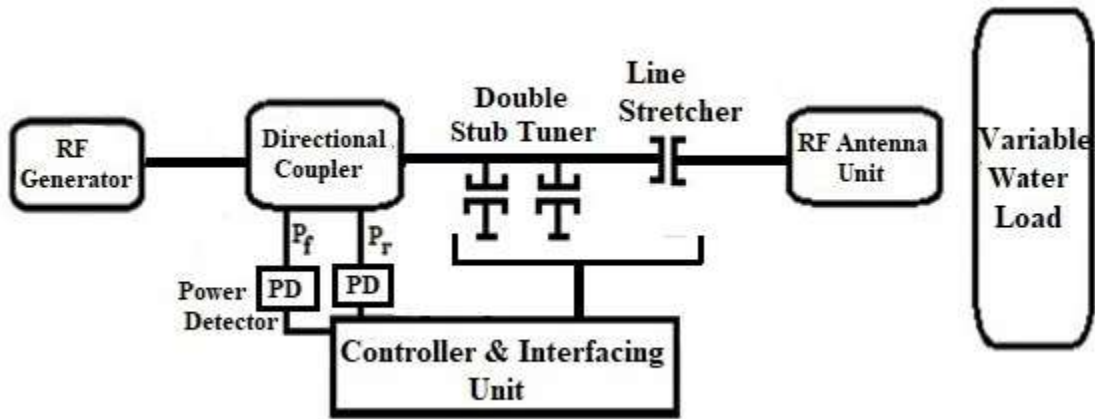 RF
Generator
Directional
Coupler
Double
Stub Tuner
Line
Stretcher
RF Antenna
Unit
Variable
Water
Load
Pf
Pr
Power
Detector
PD
PD
Controller & Interfacing
Unit